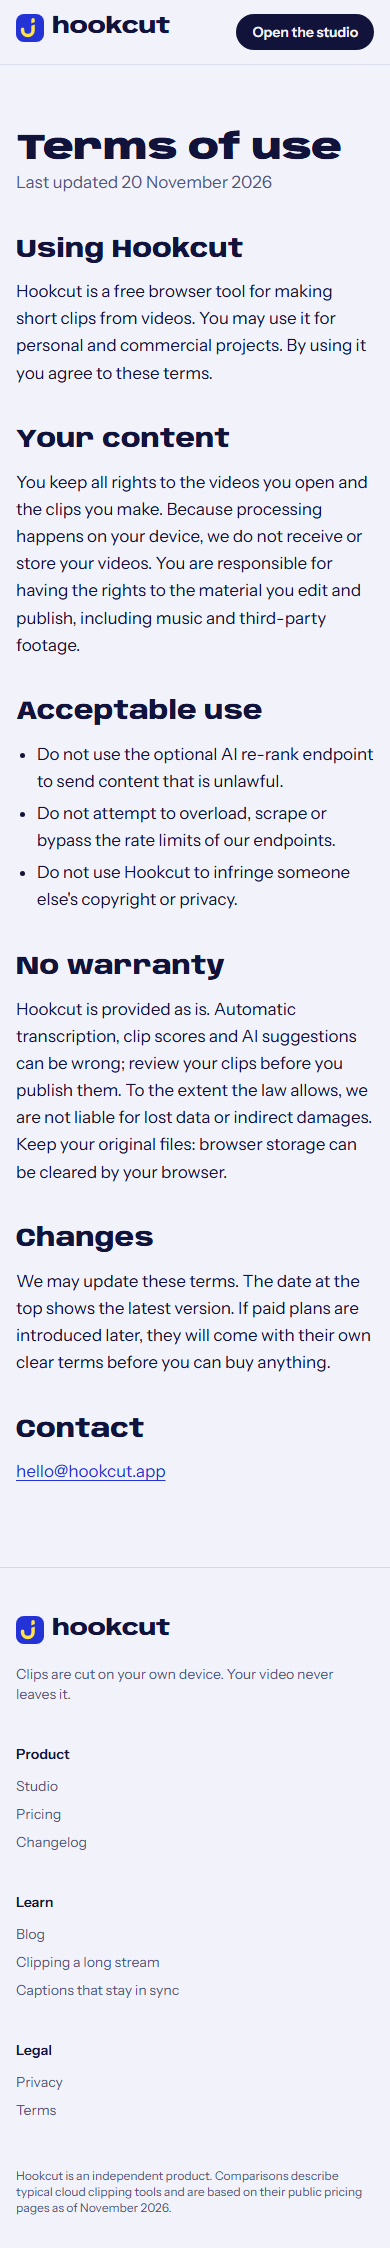 hookcut
Open the studio
Terms of use
Last updated 20 November 2026
Using Hookcut
Hookcut is a free browser tool for making
short clips from videos. You may use it for
personal and commercial projects. By using it
you agree to these terms.
Your content
You keep all rights to the videos you open and
the clips you make. Because processing
happens on your device, we do not receive or
store your videos. You are responsible for
having the rights to the material you edit and
publish, including music and third-party
footage.
Acceptable use
• Do not use the optional AI re-rank endpoint
to send content that is unlawful.
• Do not attempt to overload, scrape or
bypass the rate limits of our endpoints.
• Do not use Hookcut to infringe someone
else's copyright or privacy.
No warranty
Hookcut is provided as is. Automatic
transcription, clip scores and AI suggestions
can be wrong; review your clips before you
publish them. To the extent the law allows, we
are not liable for lost data or indirect damages.
Keep your original files: browser storage can
be cleared by your browser.
Changes
We may update these terms. The date at the
top shows the latest version. If paid plans are
introduced later, they will come with their own
clear terms before you can buy anything.
Contact
hello@hookcut.app
hookcut
Clips are cut on your own device. Your video never
leaves it.
Product
Studio
Pricing
Changelog
Learn
Blog
Clipping a long stream
Captions that stay in sync
Legal
Privacy
Terms
Hookcut is an independent product. Comparisons describe
typical cloud clipping tools and are based on their public pricing
pages as of November 2026.